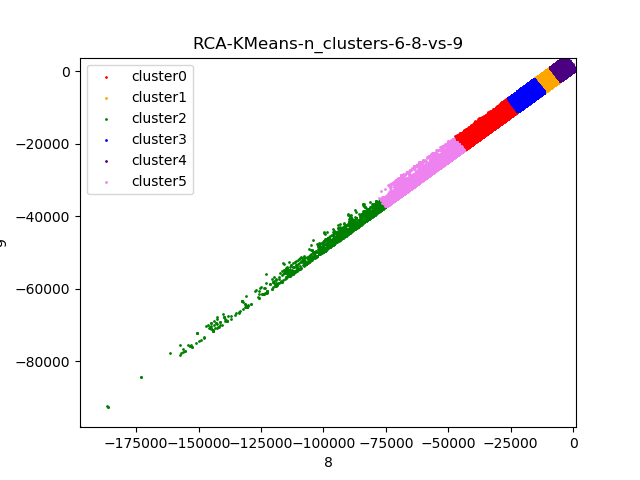 RCA-KMeans-n_clusters-6-8-vs-9
cluster0
cluster1
cluster2
cluster3
cluster4
cluster5
0
−20000
−40000
−60000
−80000
9
−175000
−150000
−125000
−100000
−75000
−50000
−25000
0
8